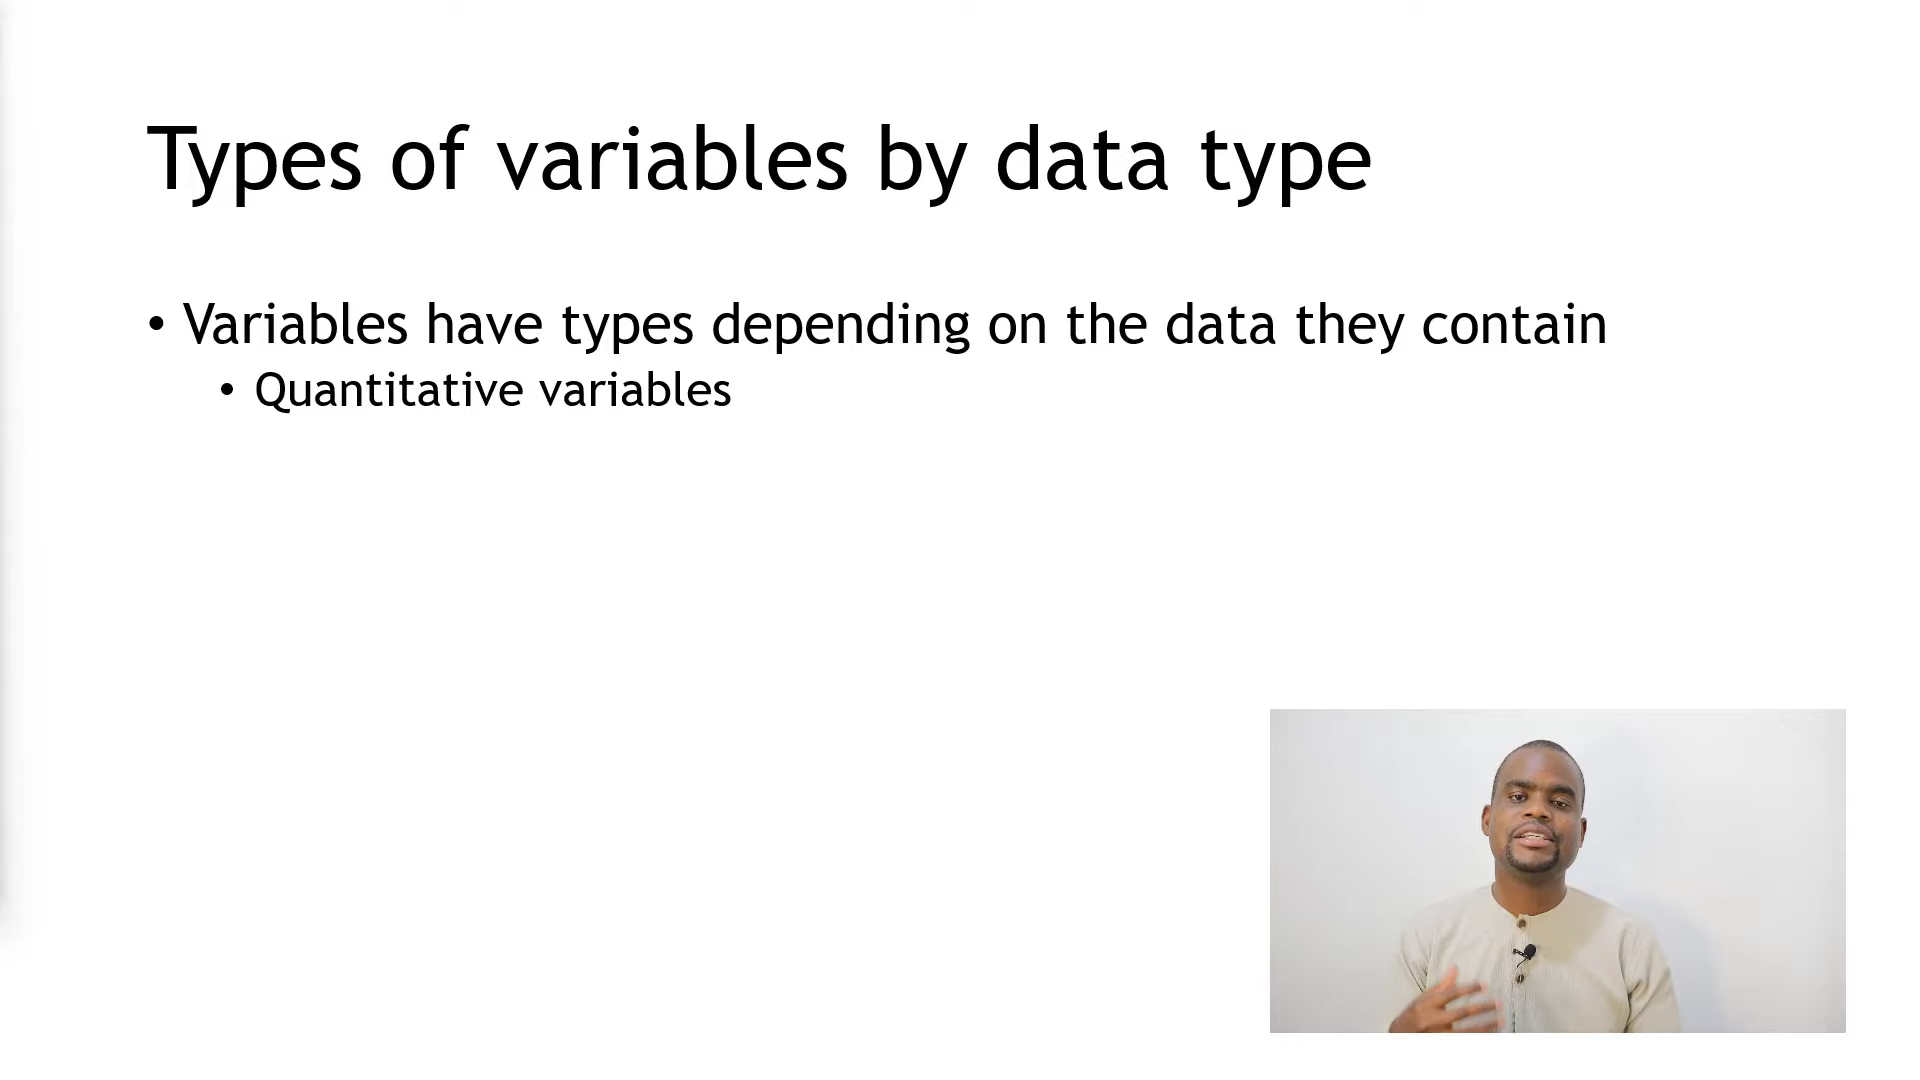 Types of variables by data type
• Variables have types depending on the data they contain
• Quantitative variables